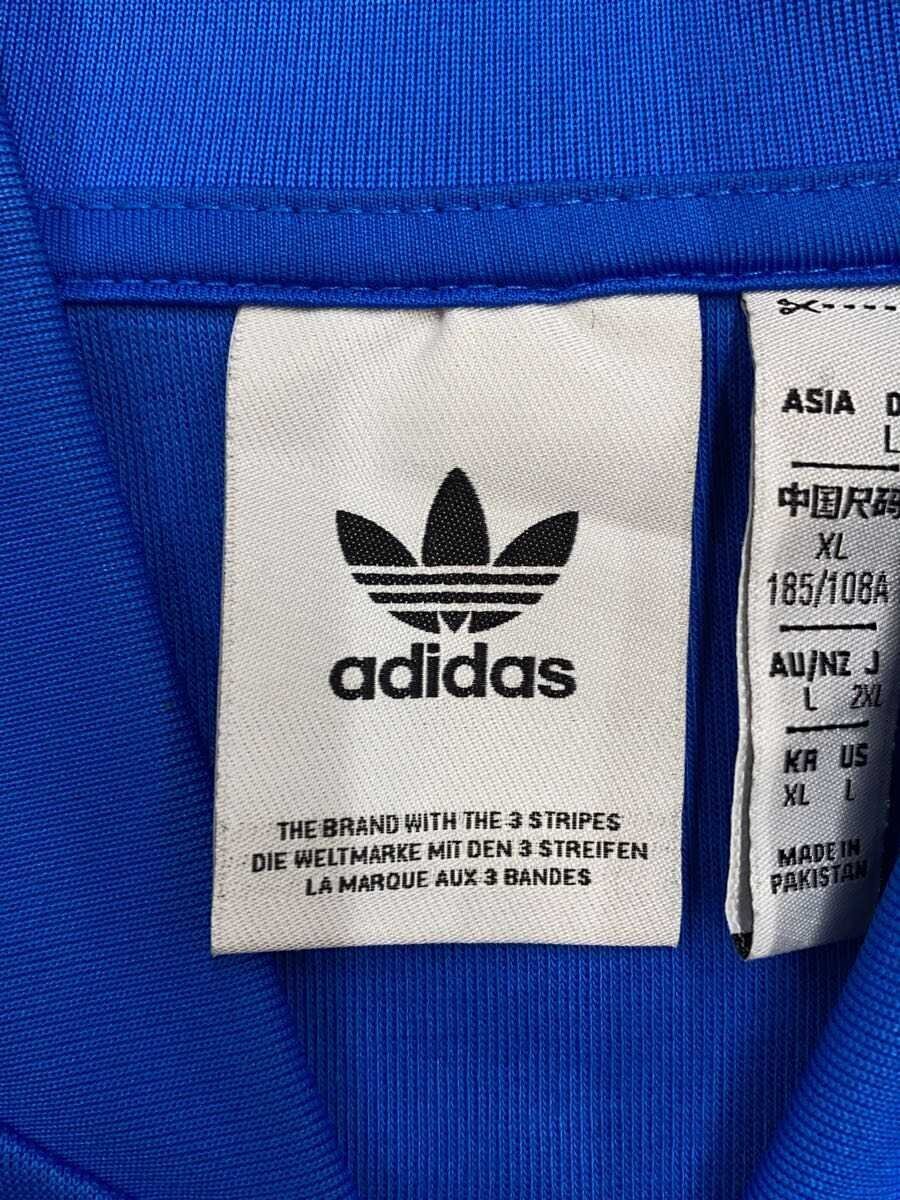 adidas
THE BRAND WITH THE 3 STRIPES
DIE WELTMARKE MIT DEN 3 STREIFEN
LA MARQUE AUX 3 BANDES
ASIA D
L
中国尺码
XL
185/108A
AU/NZ J
L 2XL
KR US
XL L
MADE IN
PAKISTAN